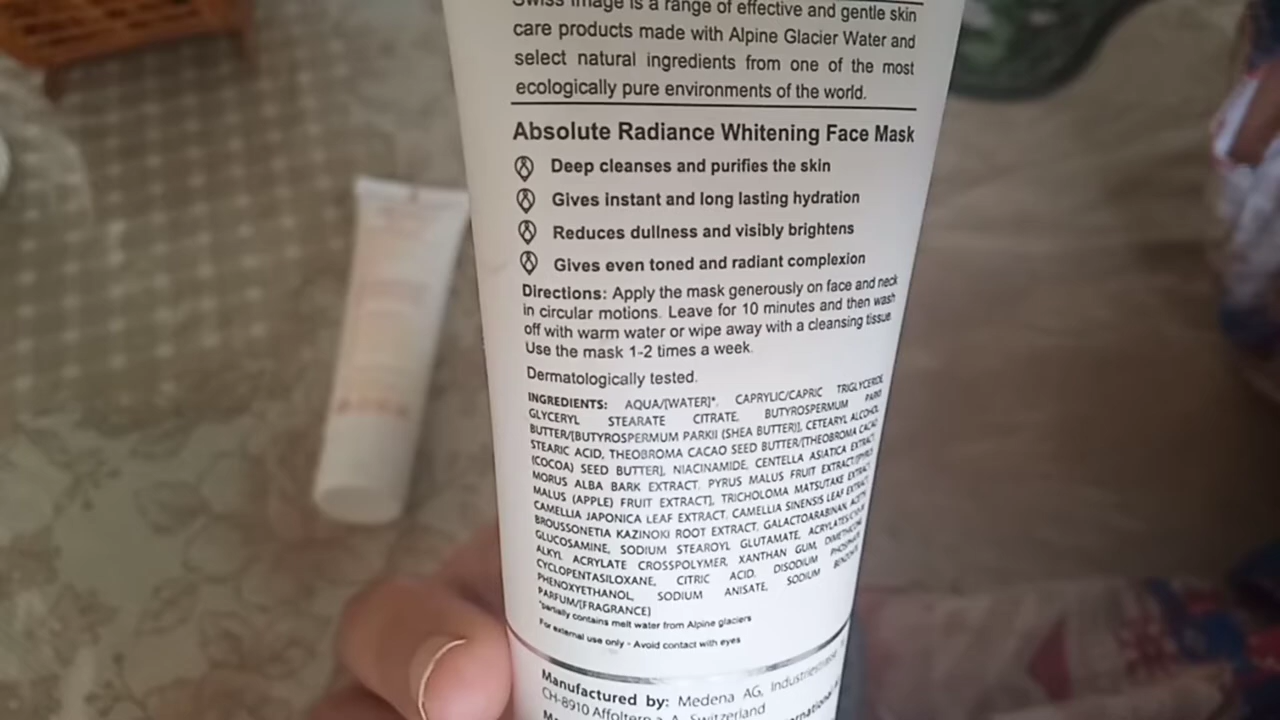 Swiss Image is a range of effective and gentle skin
care products made with Alpine Glacier Water and
select natural ingredients from one of the most
ecologically pure environments of the world.
Absolute Radiance Whitening Face Mask
Deep cleanses and purifies the skin
Gives instant and long lasting hydration
Reduces dullness and visibly brightens
Gives even toned and radiant complexion
Directions: Apply the mask generously on face and neck
in circular motions. Leave for 10 minutes and then wash
off with warm water or wipe away with a cleansing tissue
Use the mask 1-2 times a week.
Dermatologically tested.
INGREDIENTS: AQUA/[WATER]*, CAPRYLIC/CAPRIC TRIGLYCERIDE
GLYCERYL STEARATE CITRATE, BUTYROSPERMUM PARKII
BUTTER/[BUTYROSPERMUM PARKII (SHEA BUTTER)], CETEARYL ALCOHOL,
STEARIC ACID, THEOBROMA CACAO SEED BUTTER/[THEOBROMA CACAO
(COCOA) SEED BUTTER], NIACINAMIDE, CENTELLA ASIATICA EXTRACT,
MORUS ALBA BARK EXTRACT, PYRUS MALUS FRUIT EXTRACT/[PYRUS
MALUS (APPLE) FRUIT EXTRACT], TRICHOLOMA MATSUTAKE EXTRACT,
CAMELLIA JAPONICA LEAF EXTRACT, CAMELLIA SINENSIS LEAF EXTRACT,
BROUSSONETIA KAZINOKI ROOT EXTRACT, GALACTOARABINAN, ACETYL
GLUCOSAMINE, SODIUM STEAROYL GLUTAMATE,
ALKYL ACRYLATE CROSSPOLYMER, XANTHAN GUM, DIMETHICONE,
CYCLOPENTASILOXANE, CITRIC ACID, DISODIUM
PHENOXYETHANOL, SODIUM ANISATE, SODIUM
PARFUM/[FRAGRANCE]
*partially contains melt water from Alpine glaciers
For external use only - Avoid contact with eyes
Manufactured by: Medena AG, Industriestrasse
CH-8910 Affoltern a. A. Switzerland